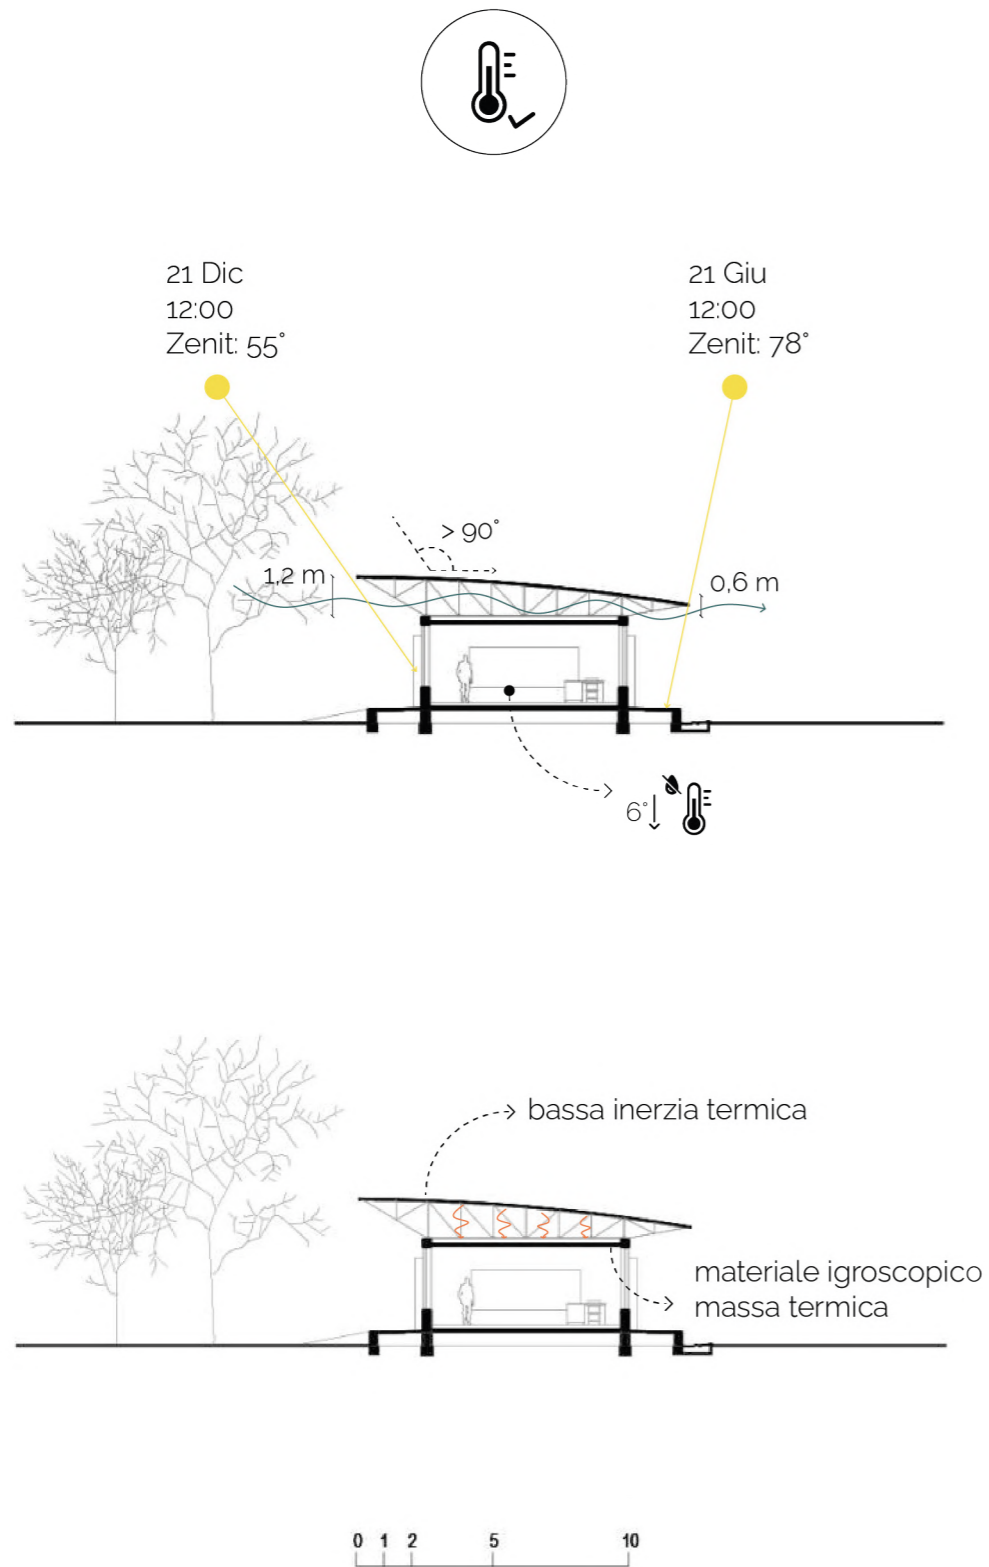 21 Dic
12:00
Zenit: 55°
21 Giu
12:00
Zenit: 78°
> 90°
1,2 m
0,6 m
6°
bassa inerzia termica
materiale igroscopico
massa termica
0 1 2 5 10